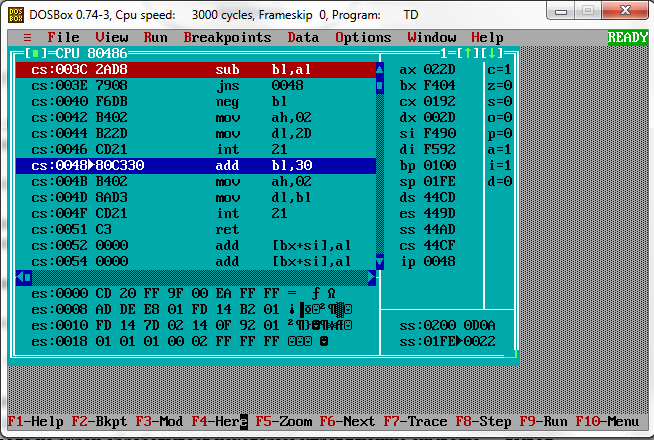 DOSBox 0.74-3, Cpu speed: 3000 cycles, Frameskip 0, Program: TD
≡ File View Run Breakpoints Data Options Window Help READY
[■]=CPU 80486 1=[↑][↓]
cs:003C 2AD8 sub bl,al ax 022D c=1
cs:003E 7908 jns 0048 bx F404 z=0
cs:0040 F6DB neg bl cx 0192 s=0
cs:0042 B402 mov ah,02 dx 002D o=0
cs:0044 B22D mov dl,2D si F490 p=0
cs:0046 CD21 int 21 di F592 a=1
cs:0048►80C330 add bl,30 bp 0100 i=1
cs:004B B402 mov ah,02 sp 01FE d=0
cs:004D 8AD3 mov dl,bl ds 44CD
cs:004F CD21 int 21 es 449D
cs:0051 C3 ret ss 44AD
cs:0052 0000 add [bx+si],al cs 44CF
cs:0054 0000 add [bx+si],al ip 0048
es:0000 CD 20 FF 9F 00 EA FF FF = ƒ Ω
es:0008 AD DE E8 01 FD 14 B2 01
es:0010 FD 14 7D 02 14 0F 92 01 ss:0200 0D0A
es:0018 01 01 01 00 02 FF FF FF ss:01FE►0022
F1-Help F2-Bkpt F3-Mod F4-Here F5-Zoom F6-Next F7-Trace F8-Step F9-Run F10-Menu